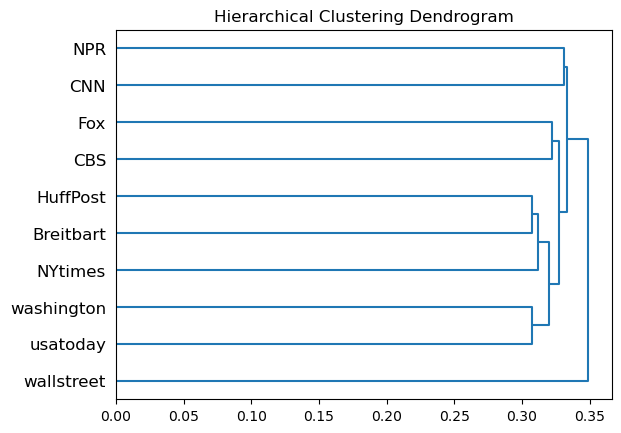 Hierarchical Clustering Dendrogram
NPR
CNN
Fox
CBS
HuffPost
Breitbart
NYtimes
washington
usatoday
wallstreet
0.00 0.05 0.10 0.15 0.20 0.25 0.30 0.35